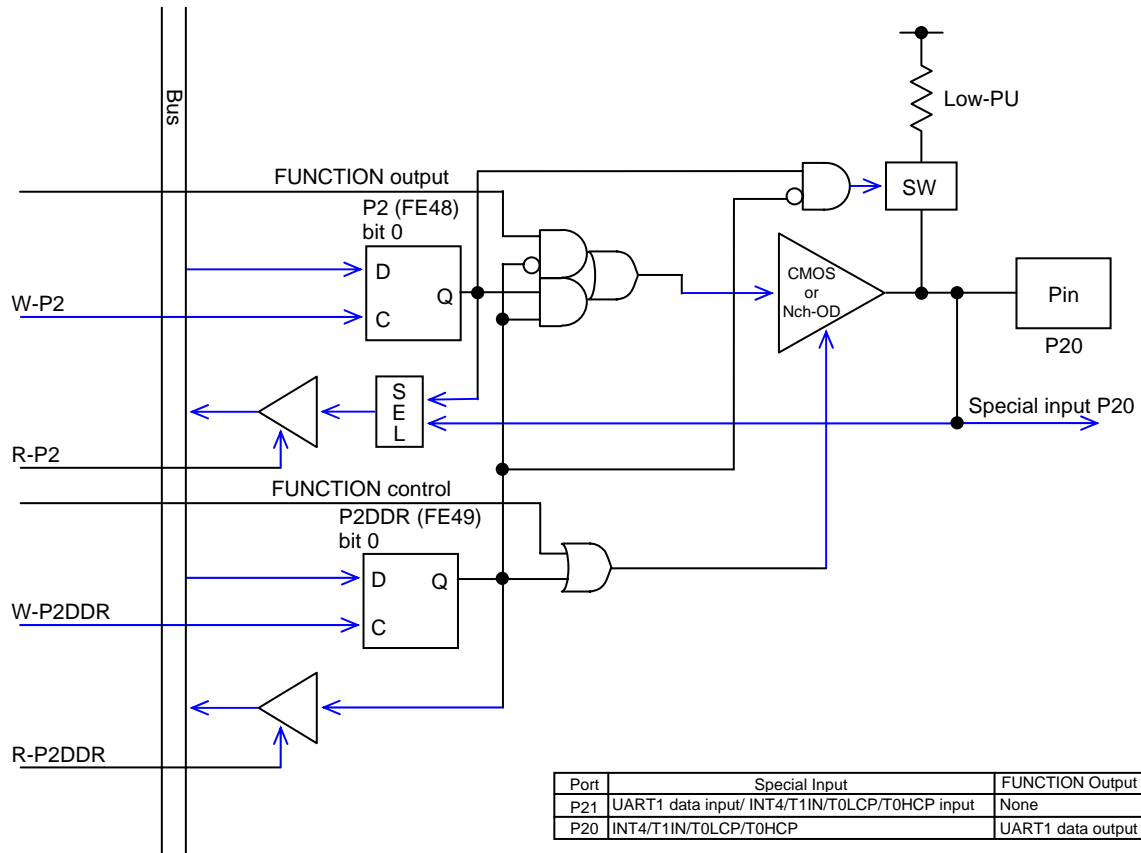 Bus
Low-PU
FUNCTION output
SW
P2 (FE48)
bit 0
D
Q
C
W-P2
CMOS
or
Nch-OD
Pin
P20
S
E
L
Special input P20
R-P2
FUNCTION control
P2DDR (FE49)
bit 0
D
Q
C
W-P2DDR
R-P2DDR
Port Special Input FUNCTION Output
P21 UART1 data input/ INT4/T1IN/T0LCP/T0HCP input None
P20 INT4/T1IN/T0LCP/T0HCP UART1 data output